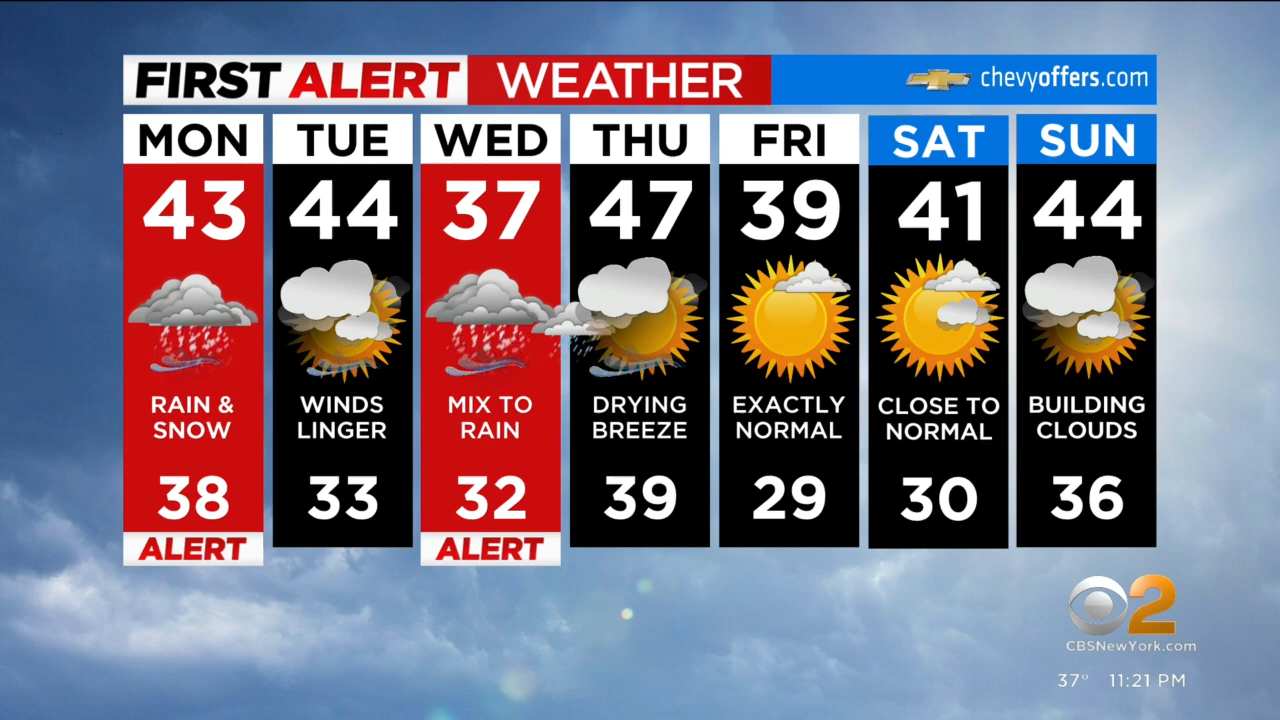 FIRST ALERT WEATHER
chevyoffers.com
MON TUE WED THU FRI SAT SUN
43 44 37 47 39 41 44
RAIN & WINDS MIX TO DRYING EXACTLY CLOSE TO BUILDING
SNOW LINGER RAIN BREEZE NORMAL NORMAL CLOUDS
38 33 32 39 29 30 36
ALERT ALERT
2
CBSNewYork.com
37° 11:21 PM